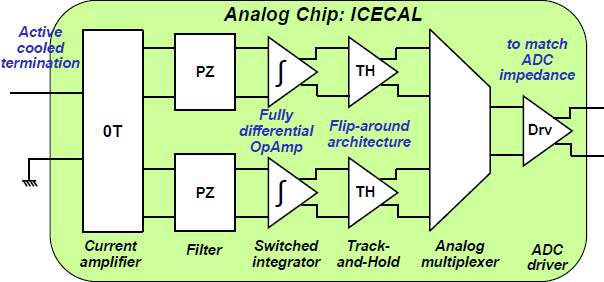 Analog Chip: ICECAL
Active
cooled
termination
to match
ADC
impedance
PZ
∫
TH
0T
Fully
differential
OpAmp
Flip-around
architecture
Drv
PZ
∫
TH
Current
amplifier
Filter
Switched
integrator
Track-
and-Hold
Analog
multiplexer
ADC
driver